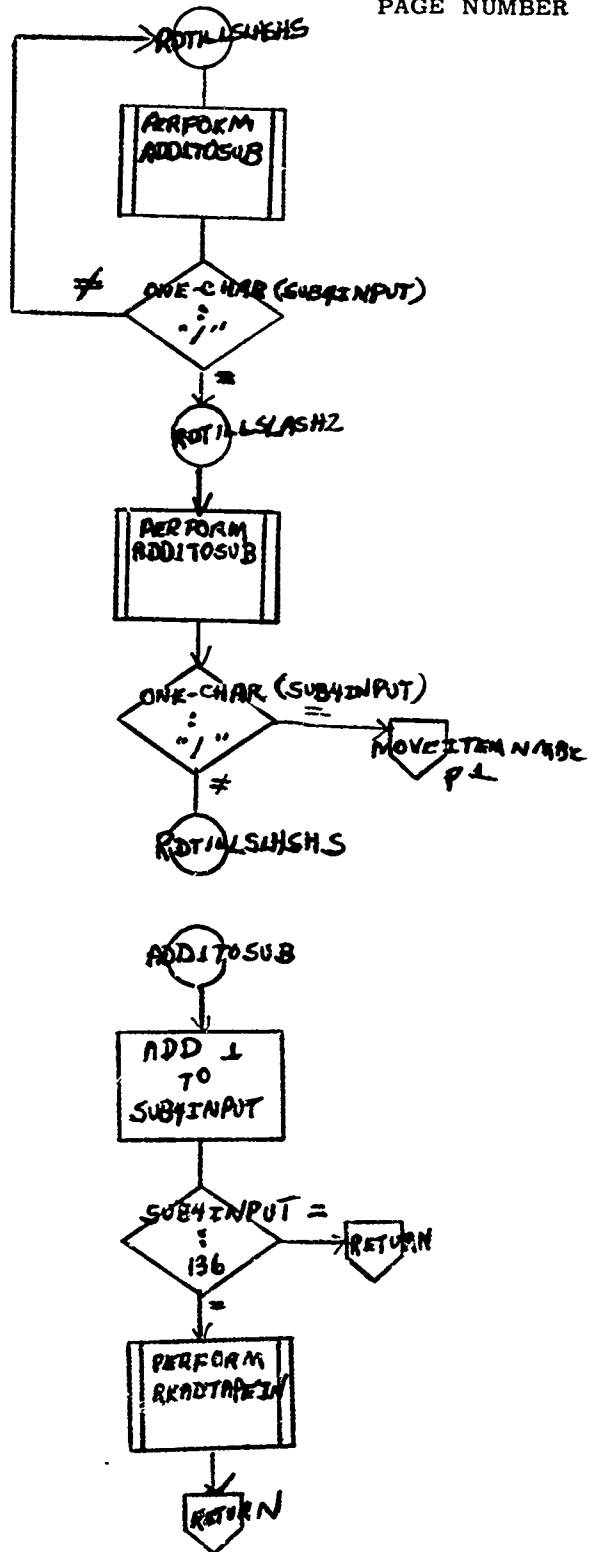 PAGE NUMBER
RDTILLSLHSHS
PERFORM
ADD1TOSUB
≠
ONE-CHAR (SUB4INPUT)
:
"/"
=
RDTILLSLASH2
PERFORM
ADD1TOSUB
ONE-CHAR (SUB4INPUT)
=
:
"/"
MOVEITEMNMBR
P1
≠
RDTILLSLHSHS
ADD1TOSUB
ADD 1
TO
SUB4INPUT
SUB4INPUT =
:
136
RETURN
=
PERFORM
READTAPEIN
RETURN